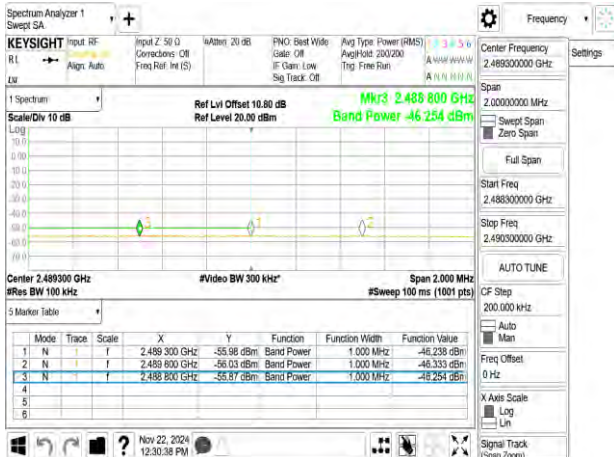 Spectrum Analyzer 1
Swept SA
+
Frequency
KEYSIGHT
Input: RF
Align: Auto
Input Z: 50 Ω
Corrections: Off
Freq Ref: Int (S)
#Atten: 20 dB
PNO: Best Wide
Gate: Off
IF Gain: Low
Sig Track: Off
Avg Type: Power (RMS)
Avg|Hold: 200/200
Trig: Free Run
RL
1 Spectrum
Scale/Div 10 dB
Ref Lvl Offset 10.80 dB
Ref Level 20.00 dBm
Mkr3 2.488 800 GHz
Band Power -46.254 dBm
Log
Center 2.489300 GHz
#Res BW 100 kHz
#Video BW 300 kHz*
Span 2.000 MHz
#Sweep 100 ms (1001 pts)
5 Marker Table
Mode Trace Scale X Y Function Function Width Function Value
1 N 1 f 2.489 300 GHz -55.98 dBm Band Power 1.000 MHz -46.238 dBm
2 N 1 f 2.489 800 GHz -56.03 dBm Band Power 1.000 MHz -46.333 dBm
3 N 1 f 2.488 800 GHz -55.87 dBm Band Power 1.000 MHz -46.254 dBm
4
5
6
Nov 22, 2024
12:30:38 PM
Center Frequency
2.489300000 GHz
Settings
Span
2.00000000 MHz
Swept Span
Zero Span
Full Span
Start Freq
2.488300000 GHz
Stop Freq
2.490300000 GHz
AUTO TUNE
CF Step
200.000 kHz
Auto
Man
Freq Offset
0 Hz
X Axis Scale
Log
Lin
Signal Track
(Span Zoom)